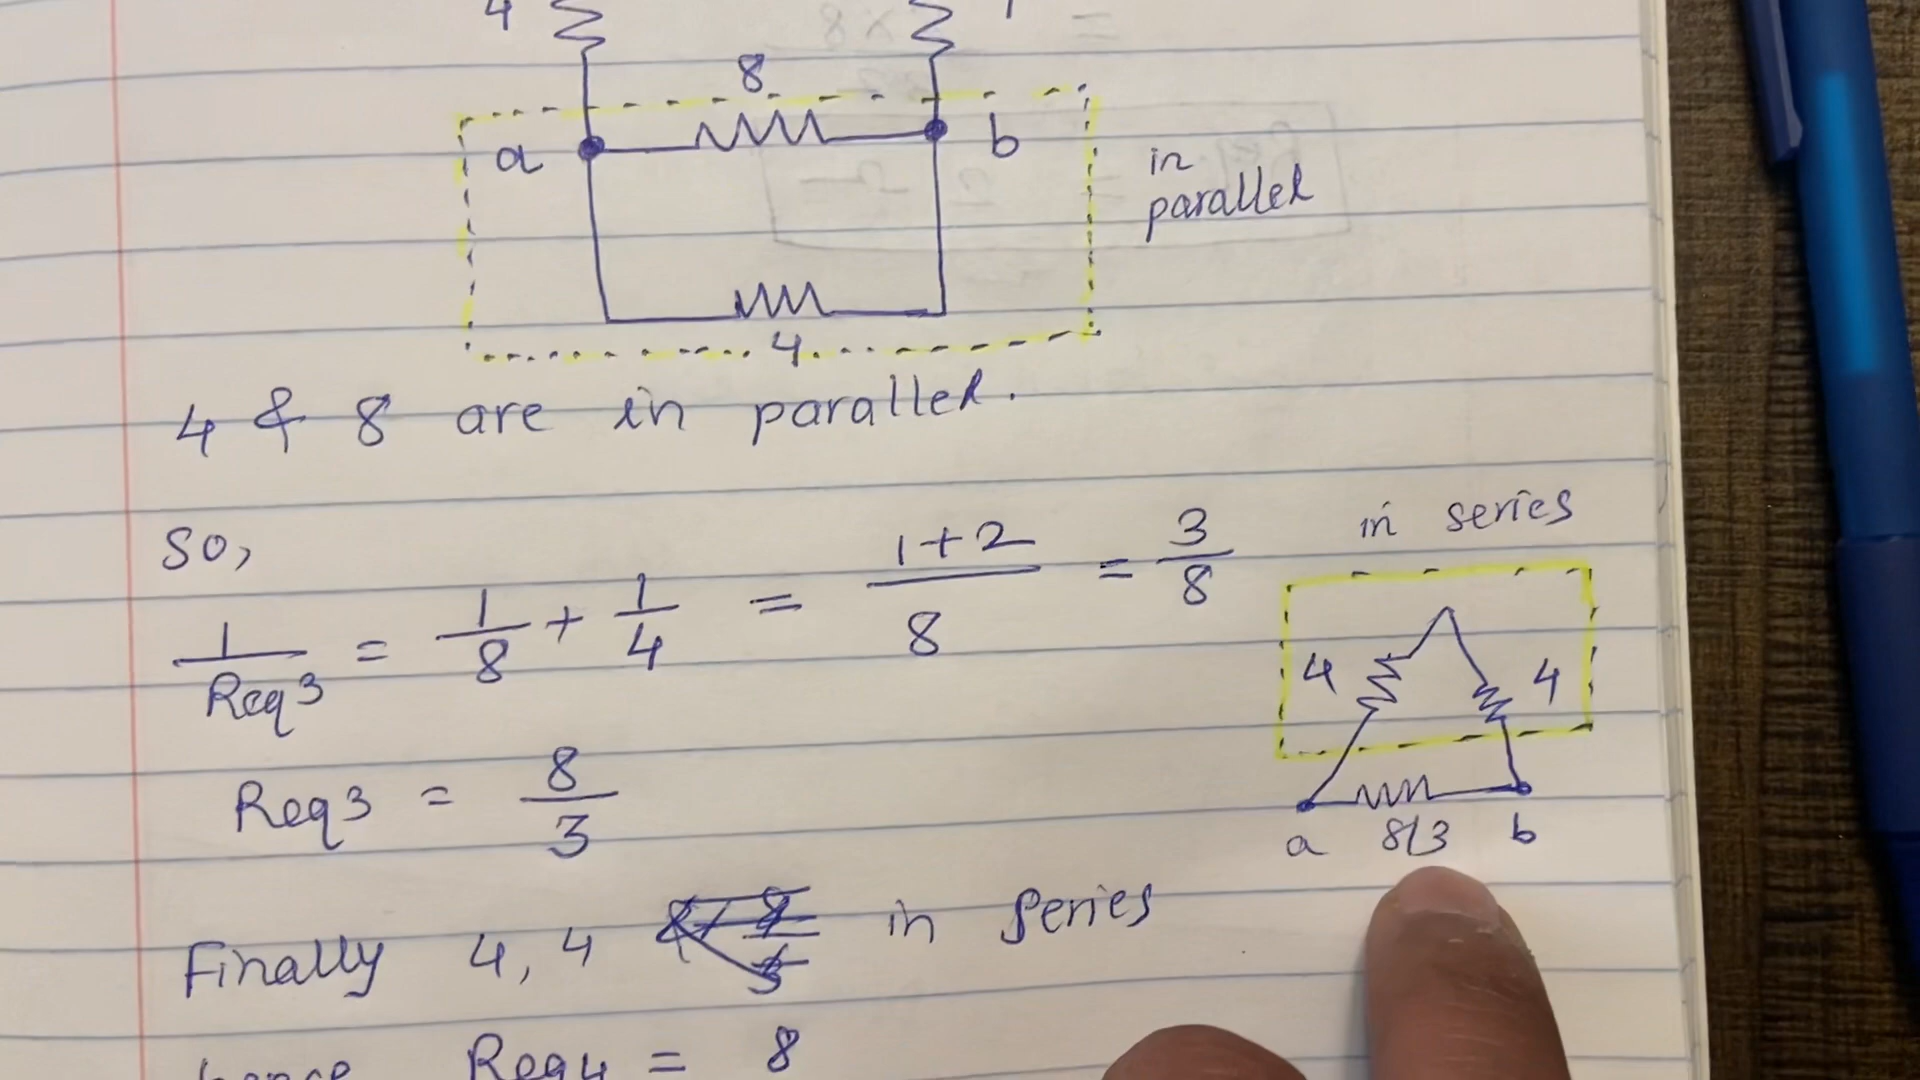 4
8
a
b
in
parallel
4
4 & 8 are in parallel.
So,
1/Req3 = 1/8 + 1/4 = (1+2)/8 = 3/8
in series
4
4
Req3 = 8/3
a 8/3 b
Finally 4, 4 in series
hence Req4 = 8